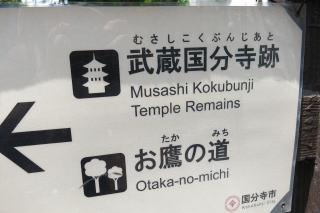 むさしこくぶんじあと
武蔵国分寺跡
Musashi Kokubunji
Temple Remains
たか みち
お鷹の道
Otaka-no-michi
国分寺市